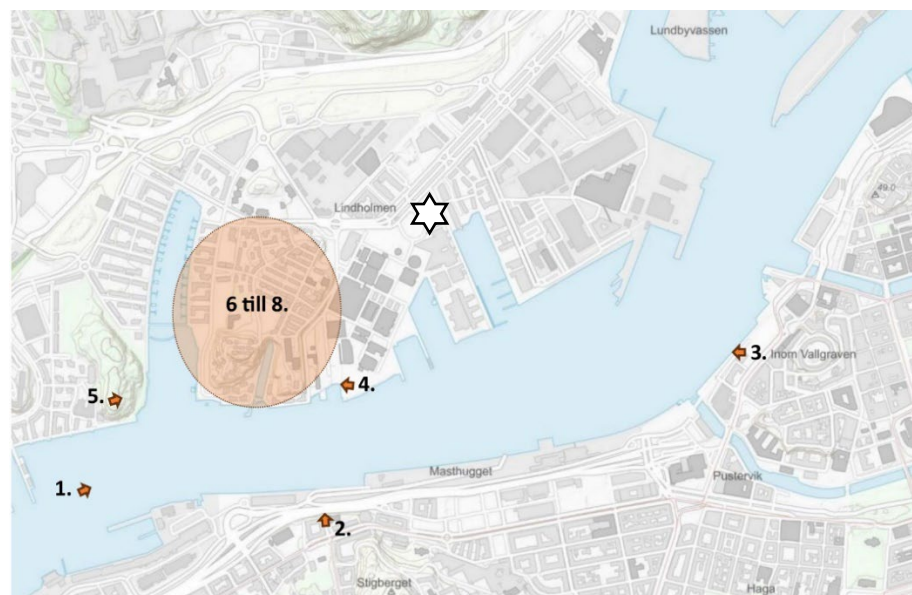 Lundbyvassen
49.0
Lindholmen
6 till 8.
3.
Inom Vallgraven
4.
5.
Masthugget
Pustervik
1.
2.
Stigberget
Haga